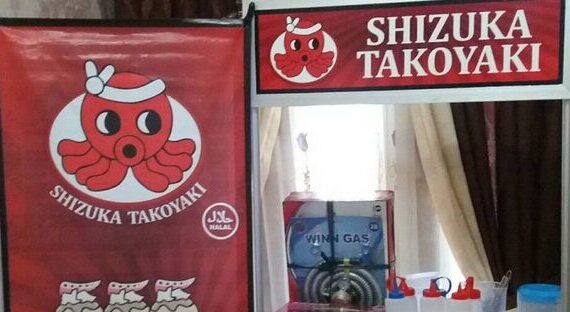 SHIZUKA TAKOYAKI
حلال
HALAL
SHIZUKA
TAKOYAKI
WINN GAS